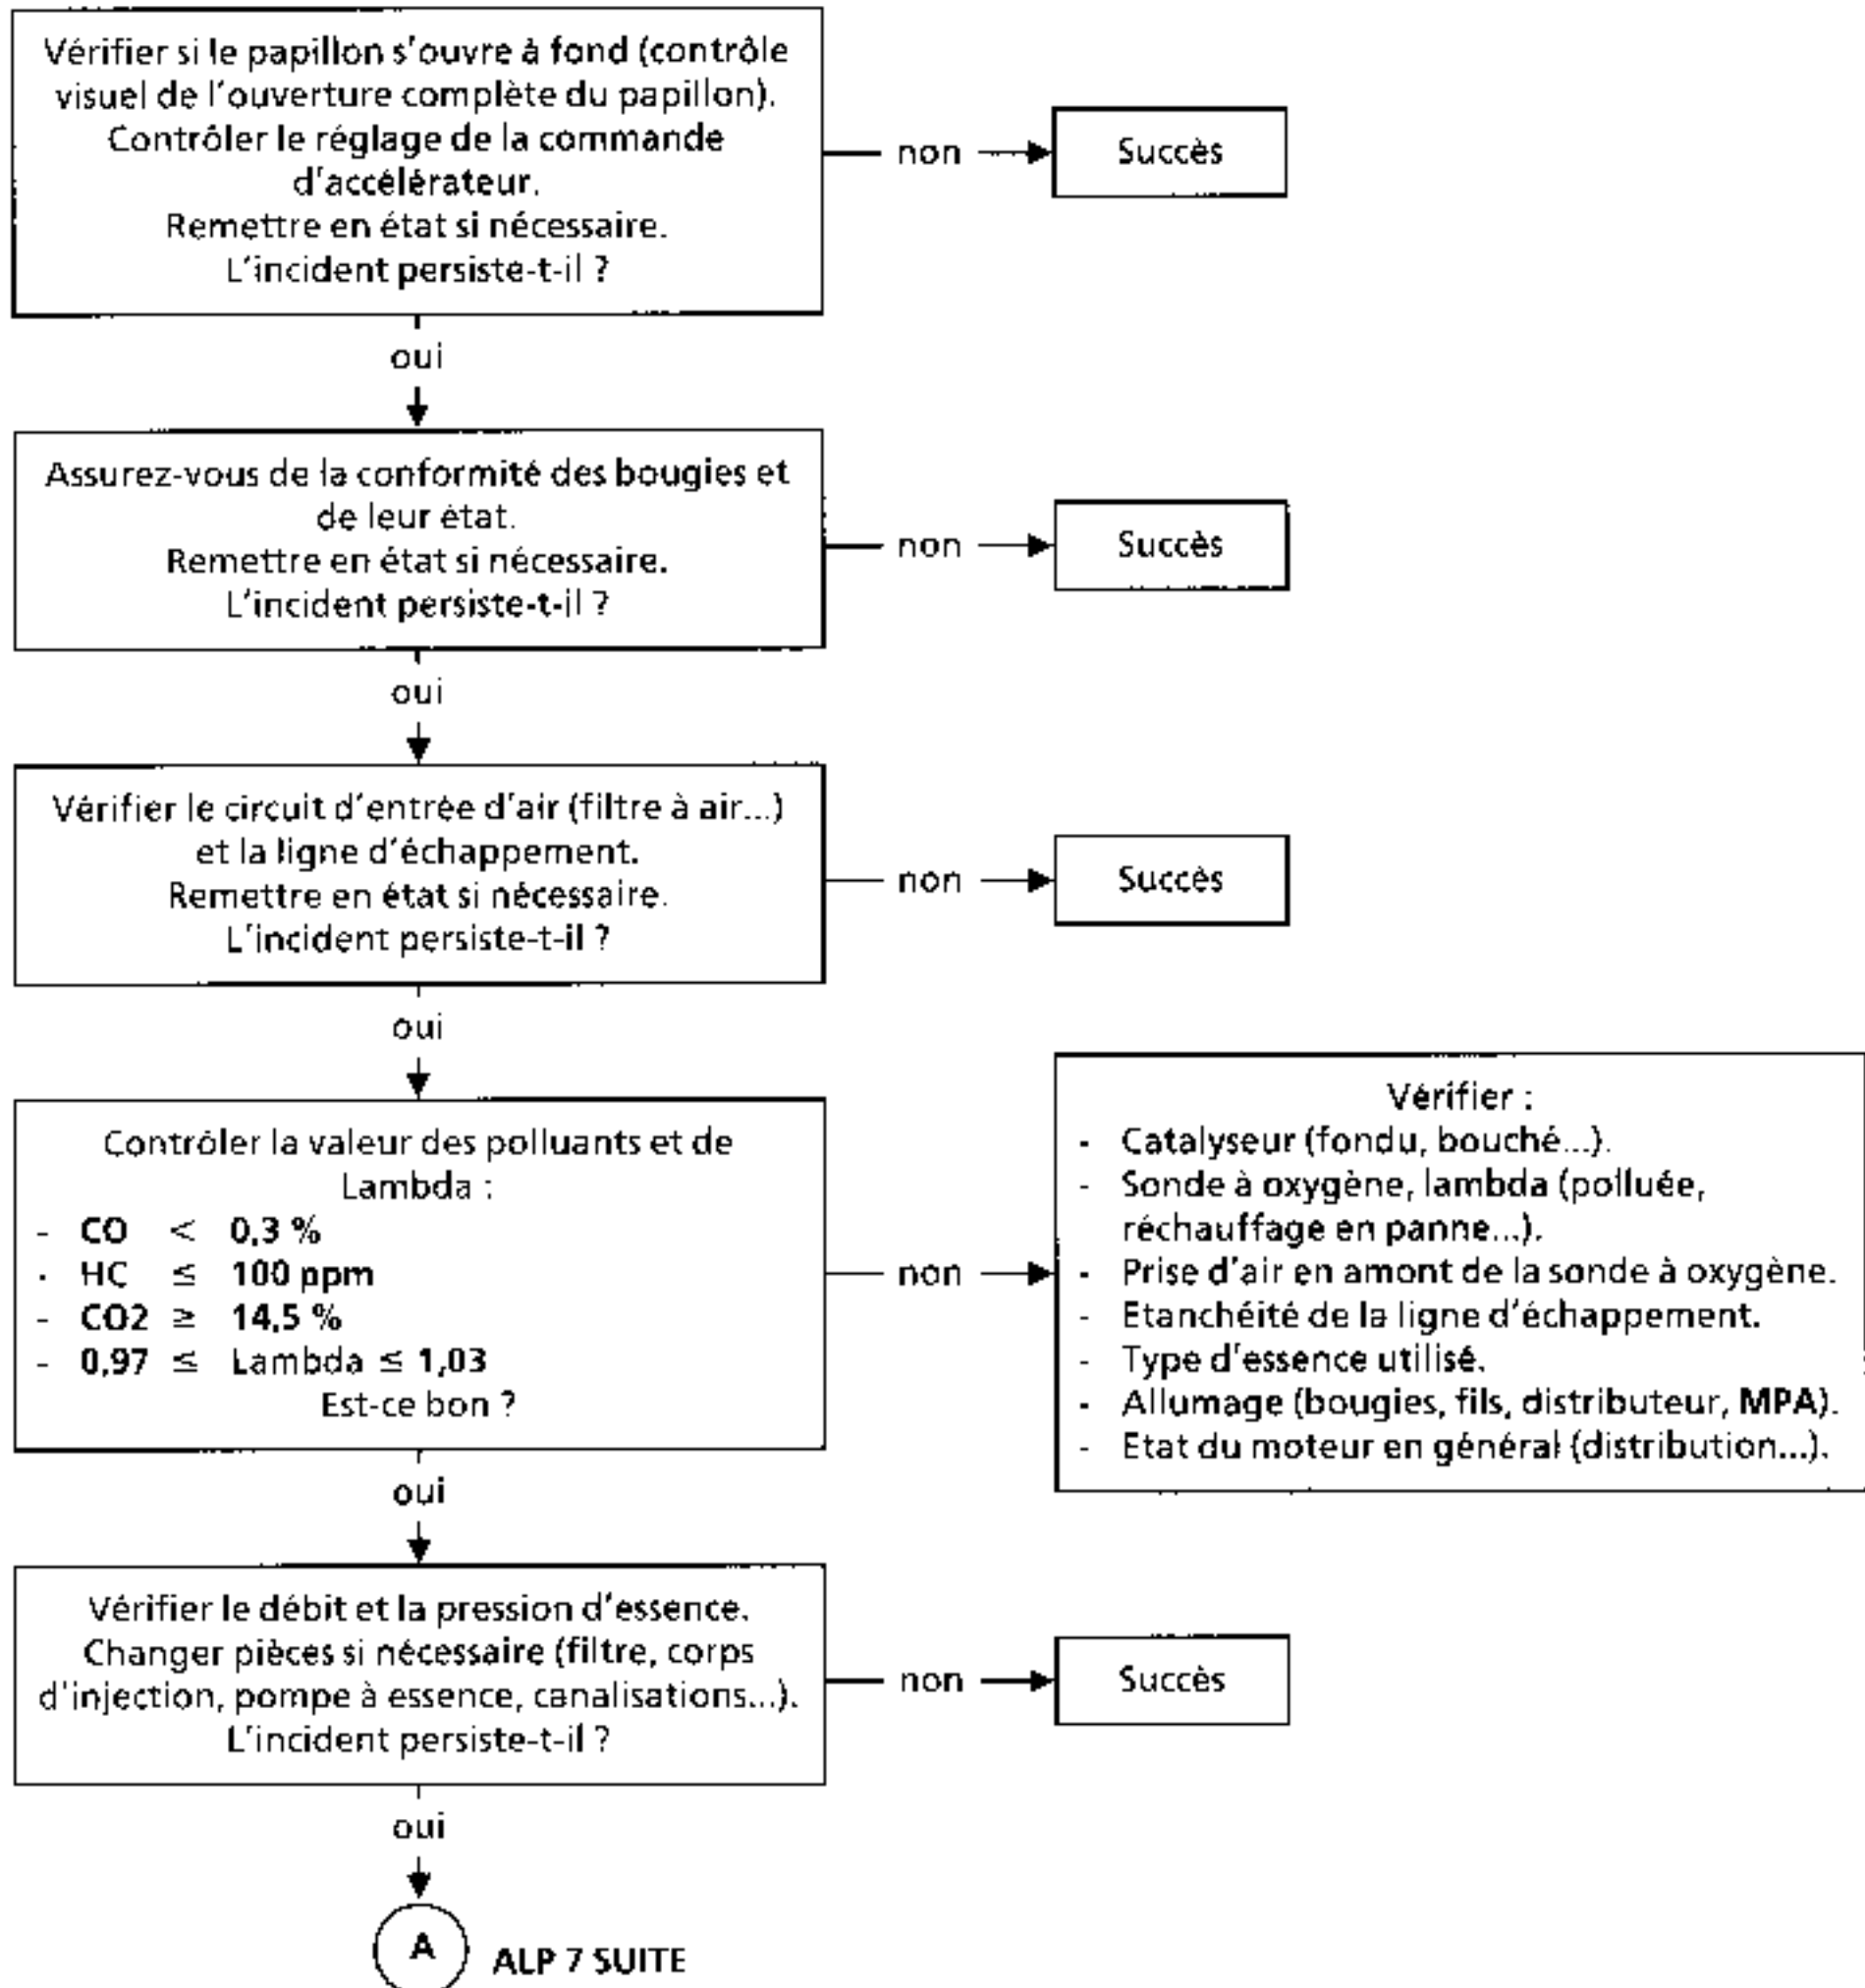 Vérifier si le papillon s'ouvre à fond (contrôle
visuel de l'ouverture complète du papillon).
Contrôler le réglage de la commande
d'accélérateur.
Remettre en état si nécessaire.
L'incident persiste-t-il ?
non
Succès
oui
Assurez-vous de la conformité des bougies et
de leur état.
Remettre en état si nécessaire.
L'incident persiste-t-il ?
non
Succès
oui
Vérifier le circuit d'entrée d'air (filtre à air...)
et la ligne d'échappement.
Remettre en état si nécessaire.
L'incident persiste-t-il ?
non
Succès
oui
Contrôler la valeur des polluants et de
Lambda :
- CO < 0,3 %
- HC ≤ 100 ppm
- CO2 ≥ 14,5 %
- 0,97 ≤ Lambda ≤ 1,03
Est-ce bon ?
non
Vérifier :
- Catalyseur (fondu, bouché...).
- Sonde à oxygène, lambda (polluée,
réchauffage en panne...).
- Prise d'air en amont de la sonde à oxygène.
- Etanchéité de la ligne d'échappement.
- Type d'essence utilisé.
- Allumage (bougies, fils, distributeur, MPA).
- Etat du moteur en général (distribution...).
oui
Vérifier le débit et la pression d'essence.
Changer pièces si nécessaire (filtre, corps
d'injection, pompe à essence, canalisations...).
L'incident persiste-t-il ?
non
Succès
oui
A
ALP 7 SUITE